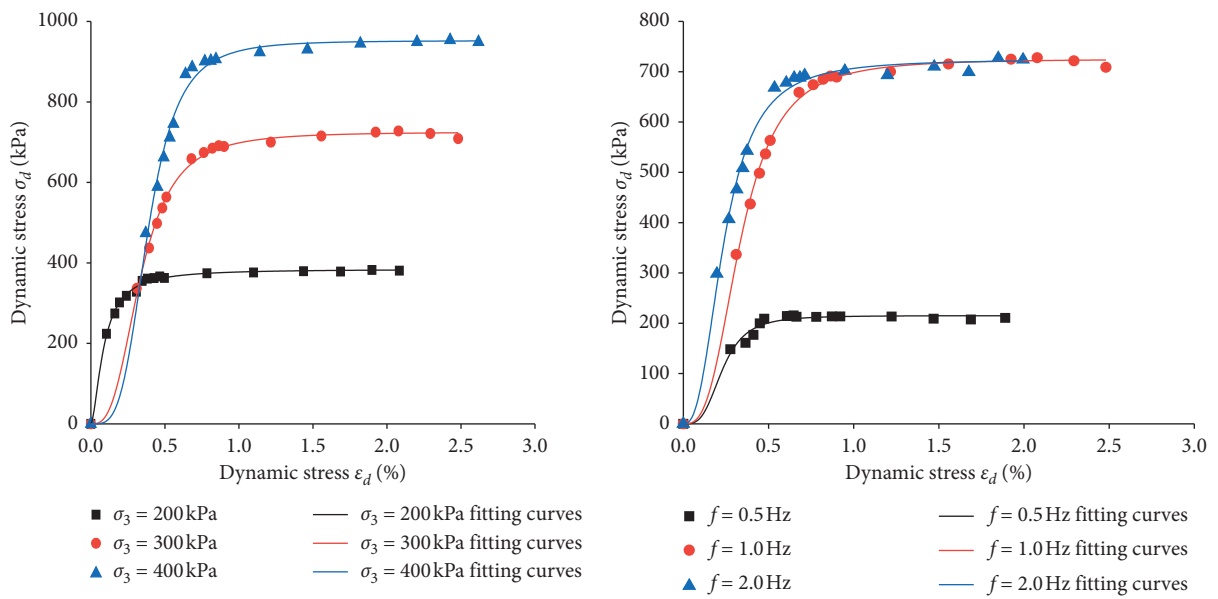 1000
800
600
400
200
0
Dynamic stress σd (kPa)
0.0 0.5 1.0 1.5 2.0 2.5 3.0
Dynamic stress εd (%)
σ3 = 200 kPa
σ3 = 300 kPa
σ3 = 400 kPa
σ3 = 200 kPa fitting curves
σ3 = 300 kPa fitting curves
σ3 = 400 kPa fitting curves
800
700
600
500
400
300
200
100
0
Dynamic stress σd (kPa)
0.0 0.5 1.0 1.5 2.0 2.5 3.0
Dynamic stress εd (%)
f = 0.5 Hz
f = 1.0 Hz
f = 2.0 Hz
f = 0.5 Hz fitting curves
f = 1.0 Hz fitting curves
f = 2.0 Hz fitting curves